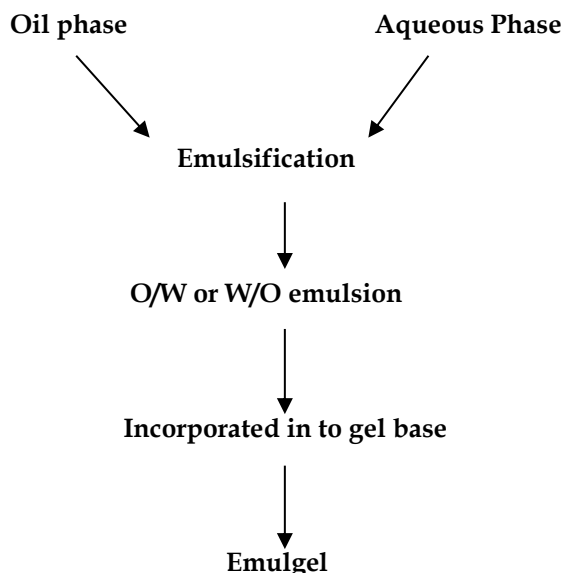 Oil phase
Aqueous Phase
Emulsification
O/W or W/O emulsion
Incorporated in to gel base
Emulgel